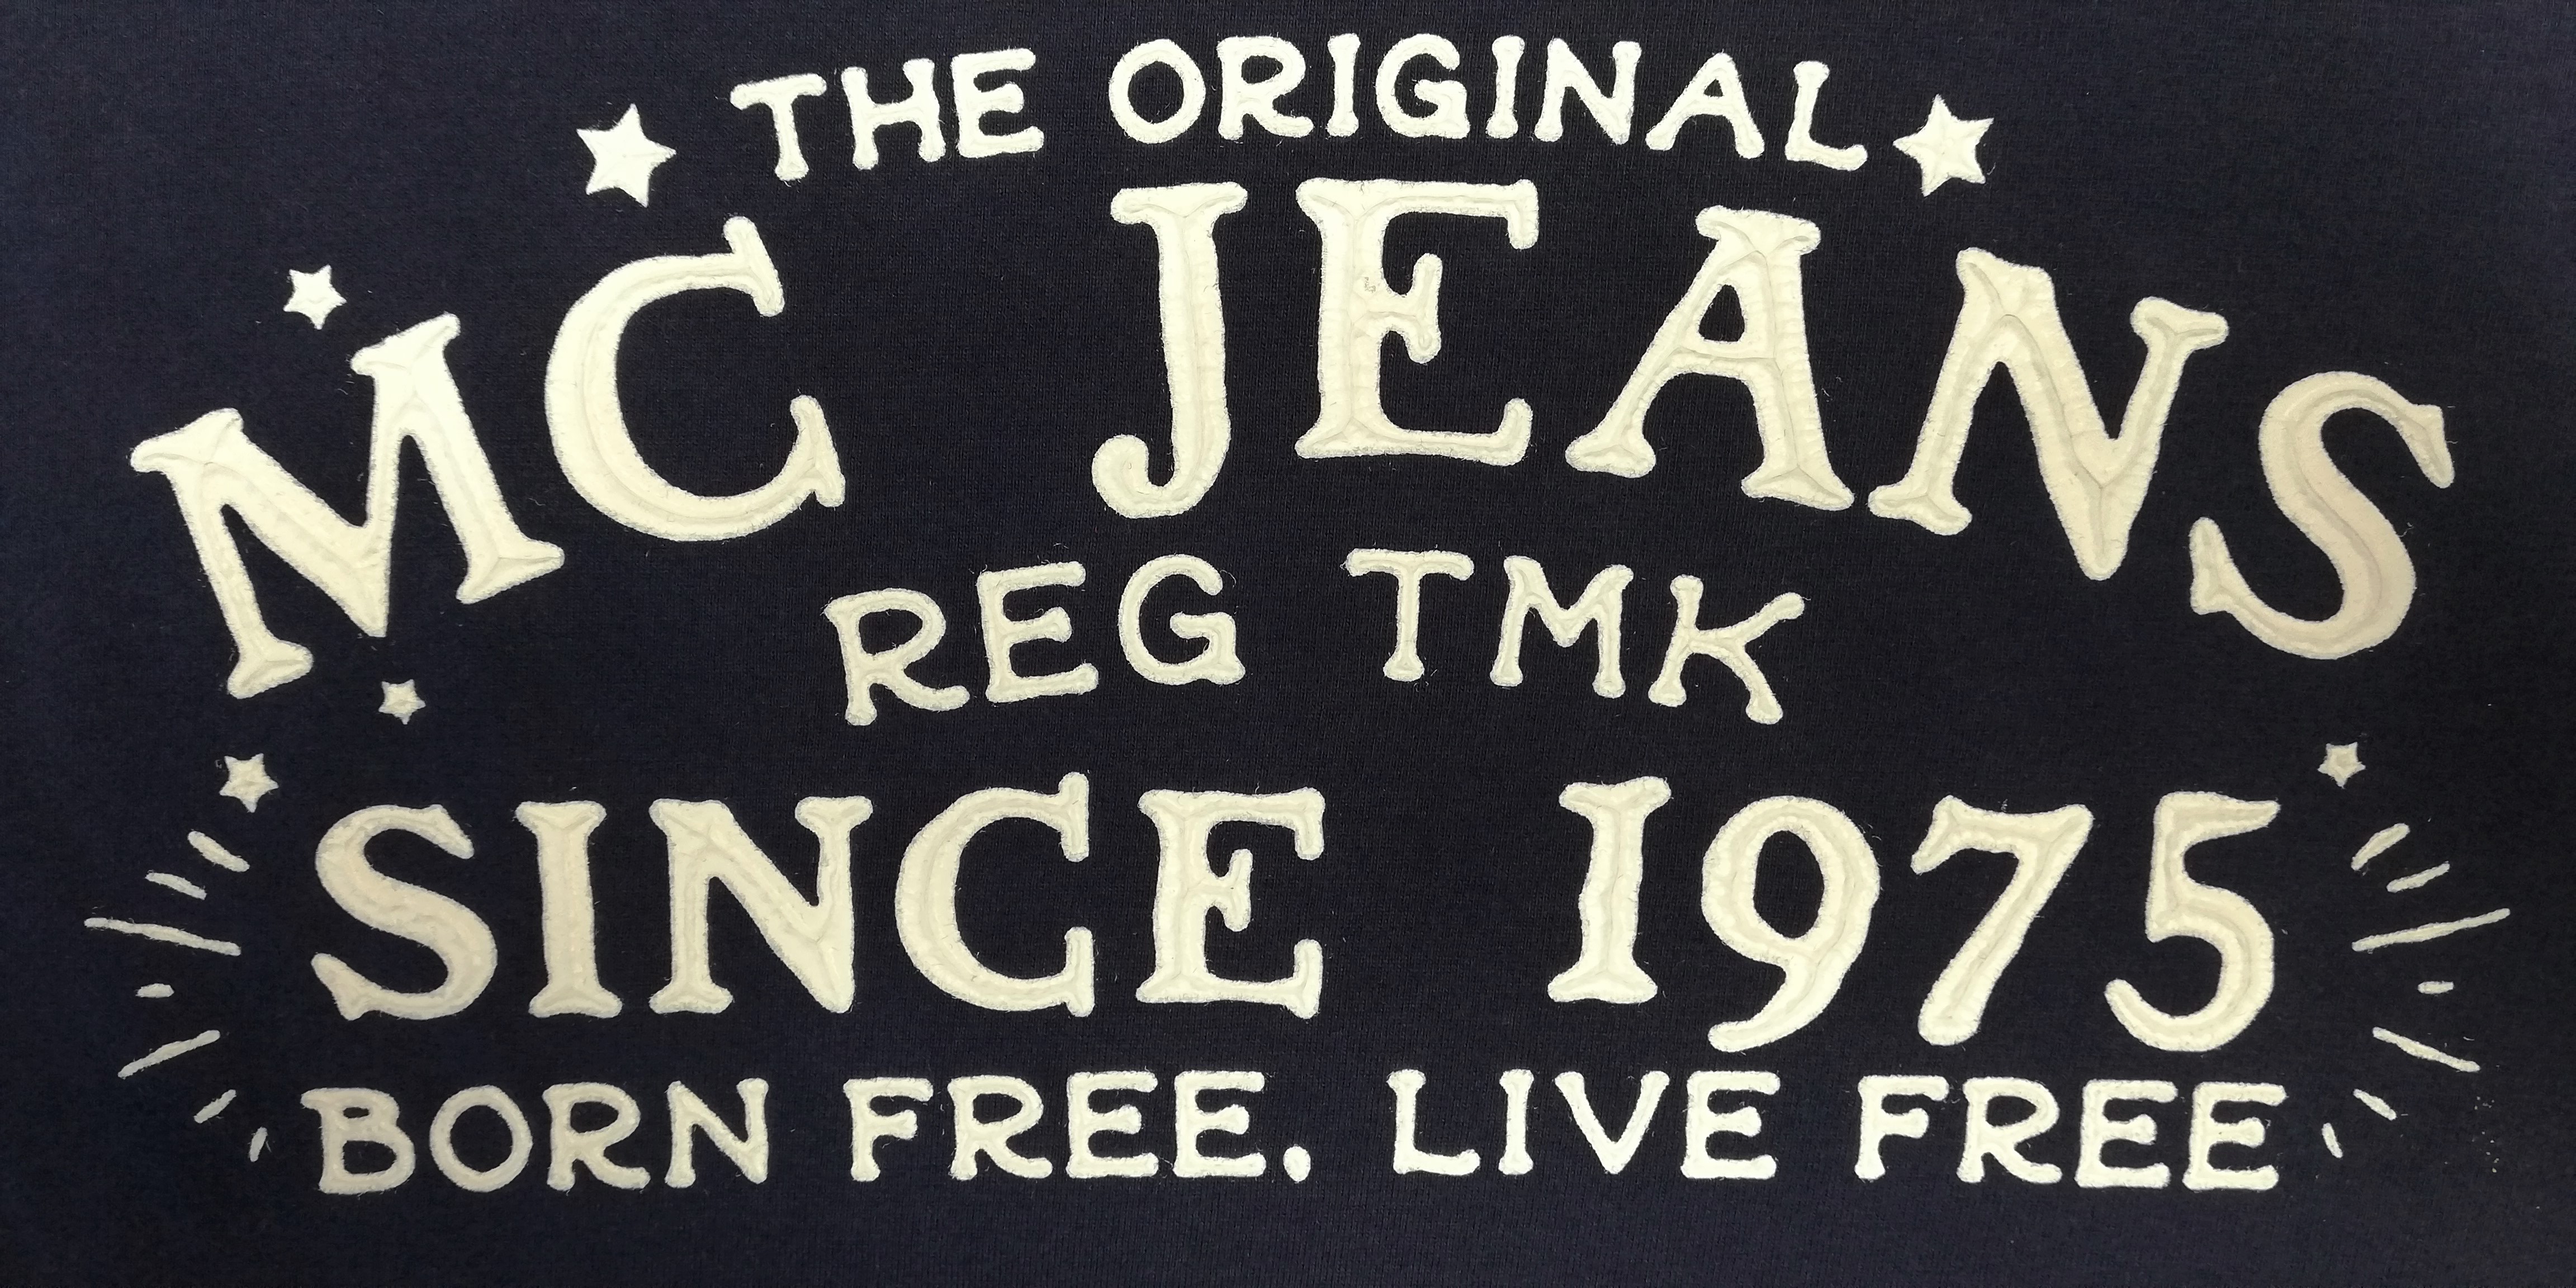 THE ORIGINAL
MC JEANS
REG TMK
SINCE 1975
BORN FREE. LIVE FREE